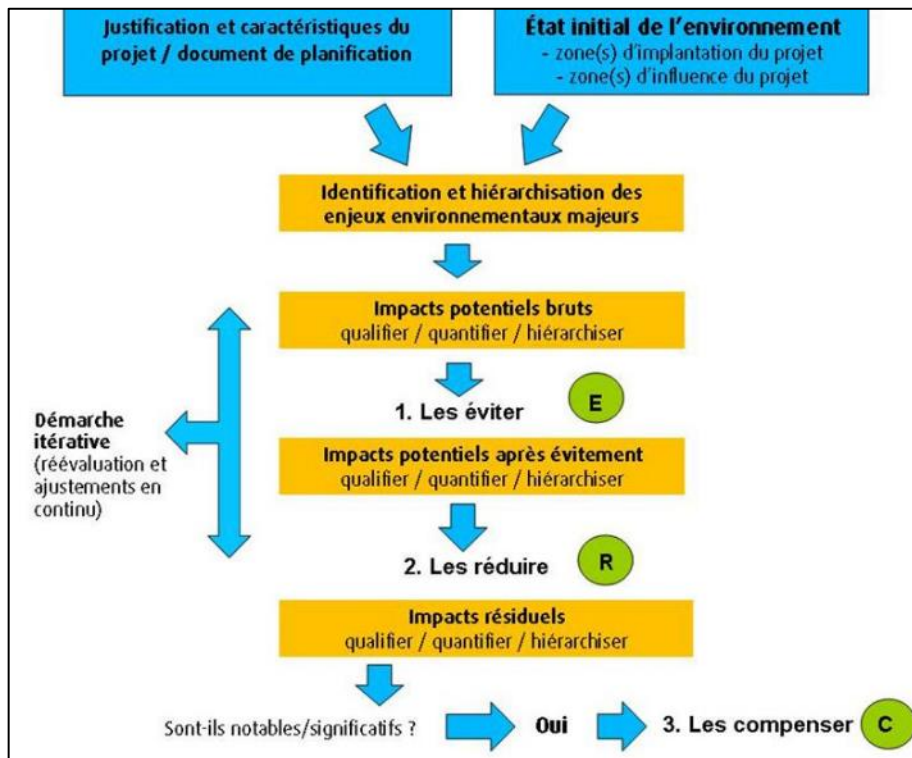 Justification et caractéristiques du
projet / document de planification
État initial de l'environnement
- zone(s) d'implantation du projet
- zone(s) d'influence du projet
Identification et hiérarchisation des
enjeux environnementaux majeurs
Impacts potentiels bruts
qualifier / quantifier / hiérarchiser
1. Les éviter
E
Démarche
itérative
(réévaluation et
ajustements en
continu)
Impacts potentiels après évitement
qualifier / quantifier / hiérarchiser
2. Les réduire
R
Impacts résiduels
qualifier / quantifier / hiérarchiser
Sont-ils notables/significatifs ?
Oui
3. Les compenser
C